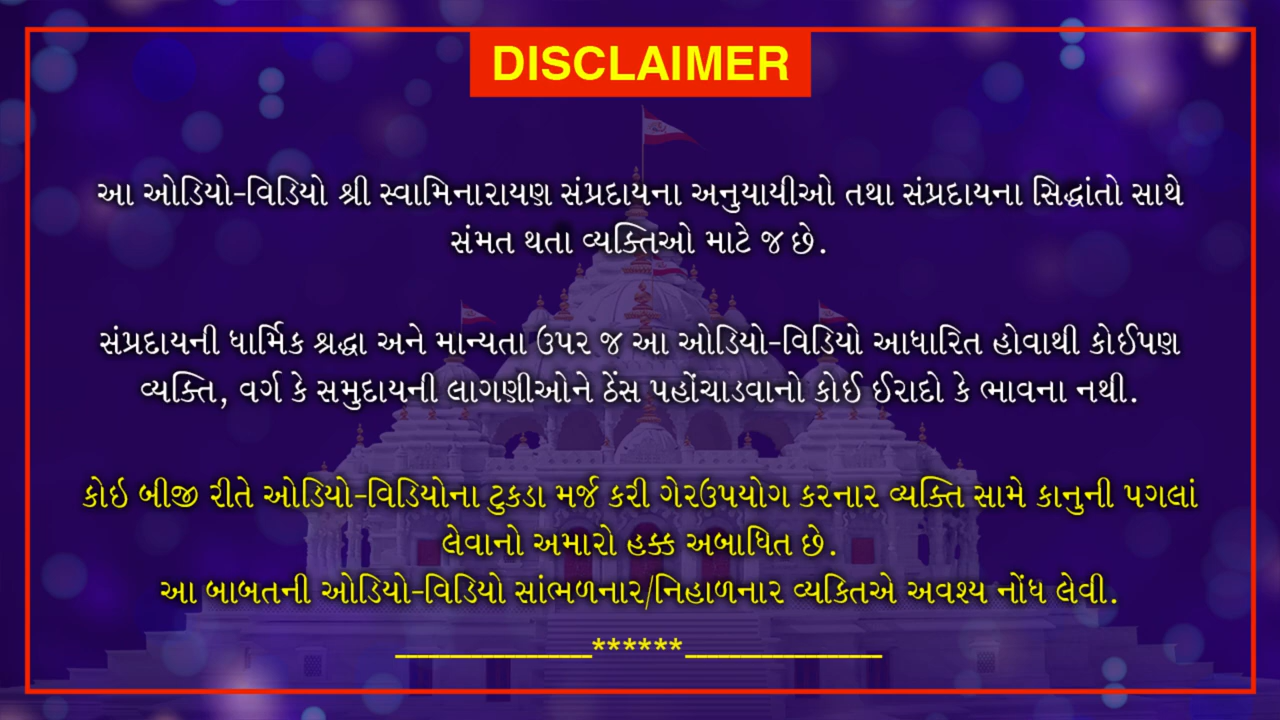 DISCLAIMER
આ ઓડિયો-વિડિયો શ્રી સ્વામિનારાયણ સંપ્રદાયના અનુયાયીઓ તથા સંપ્રદાયના સિદ્ધાંતો સાથે
સંમત થતા વ્યક્તિઓ માટે જ છે.
સંપ્રદાયની ધાર્મિક શ્રદ્ધા અને માન્યતા ઉપર જ આ ઓડિયો-વિડિયો આધારિત હોવાથી કોઈપણ
વ્યક્તિ, વર્ગ કે સમુદાયની લાગણીઓને ઠેંસ પહોંચાડવાનો કોઈ ઈરાદો કે ભાવના નથી.
કોઇ બીજી રીતે ઓડિયો-વિડિયોના ટુકડા મર્જ કરી ગેરઉપયોગ કરનાર વ્યક્તિ સામે કાનુની પગલાં
લેવાનો અમારો હક્ક અબાધિત છે.
આ બાબતની ઓડિયો-વિડિયો સાંભળનાર/નિહાળનાર વ્યકિતએ અવશ્ય નોંધ લેવી.
_______________******_______________